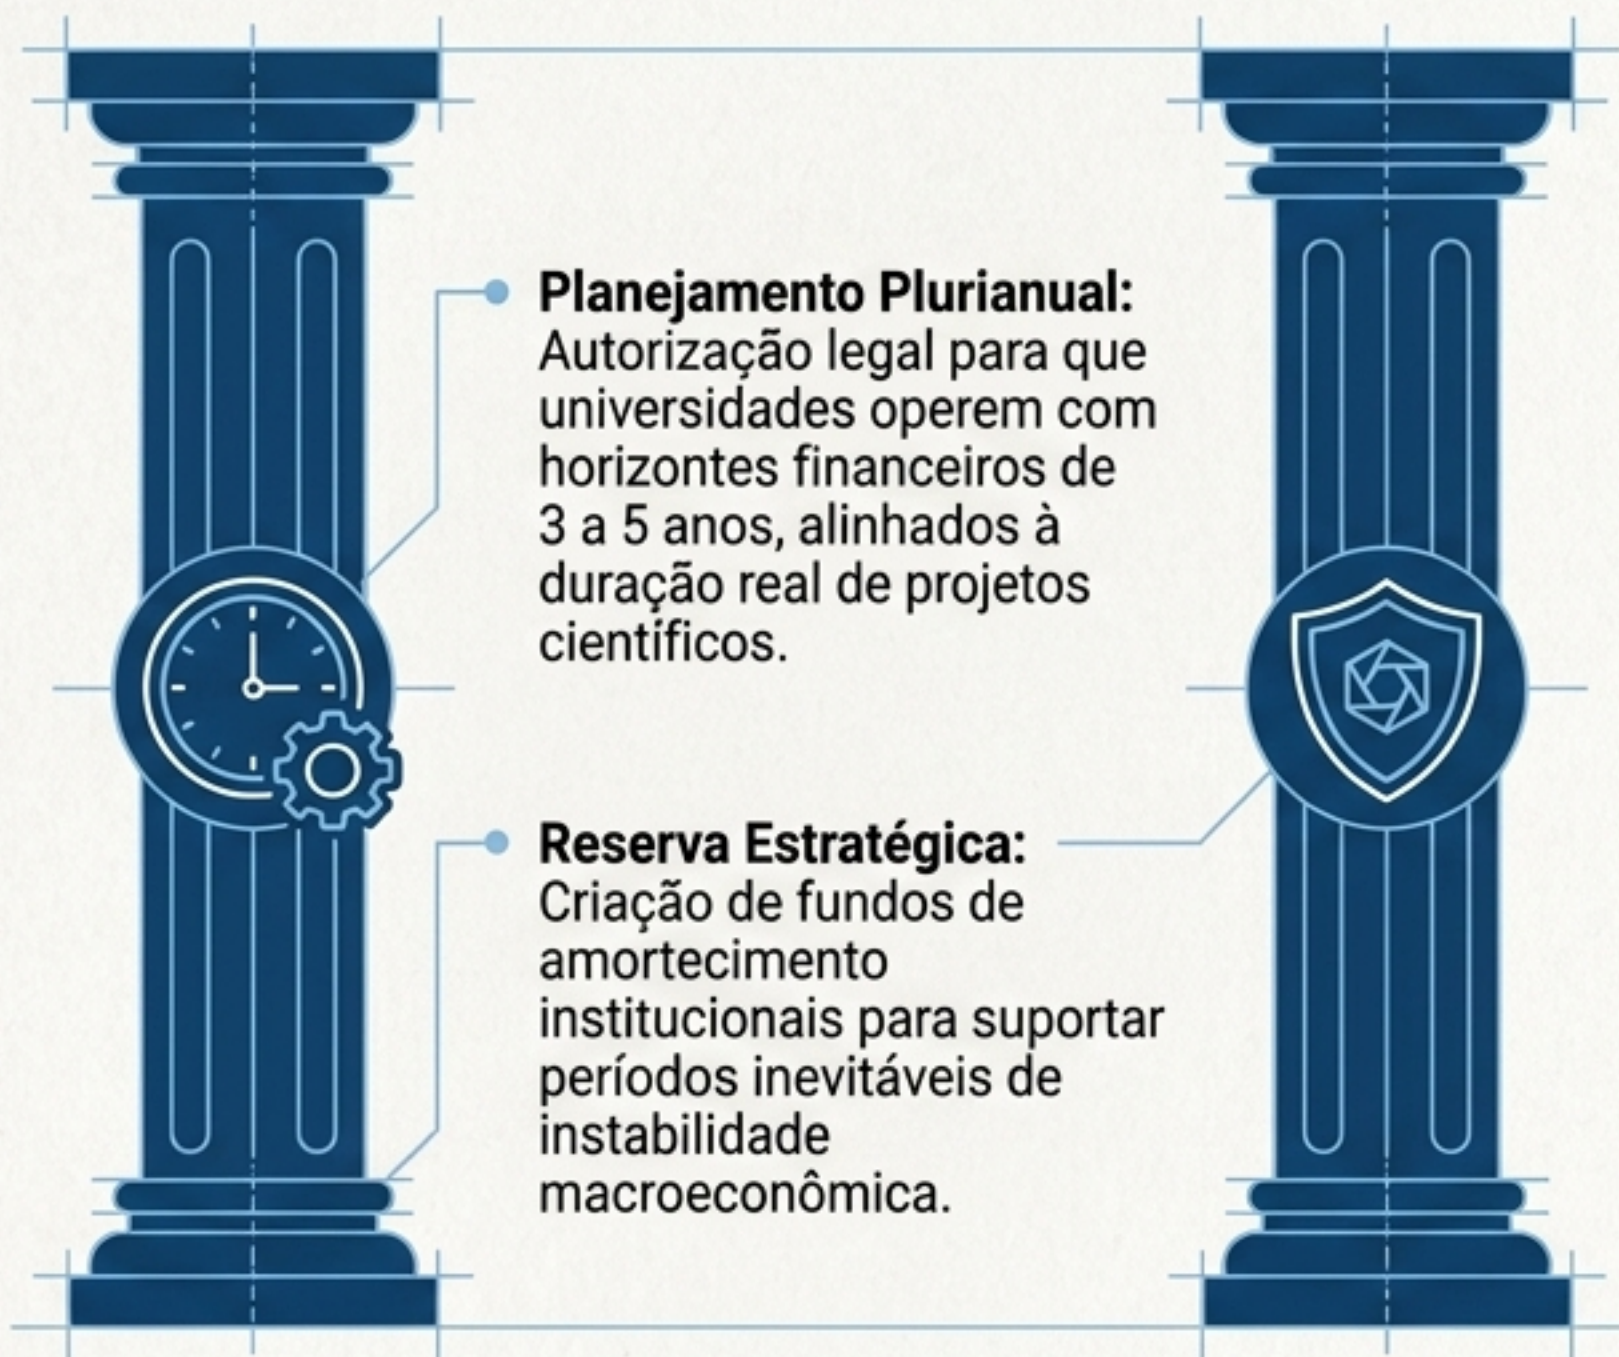 Planejamento Plurianual:
Autorização legal para que
universidades operem com
horizontes financeiros de
3 a 5 anos, alinhados à
duração real de projetos
científicos.
Reserva Estratégica:
Criação de fundos de
amortecimento
institucionais para suportar
períodos inevitáveis de
instabilidade
macroeconômica.